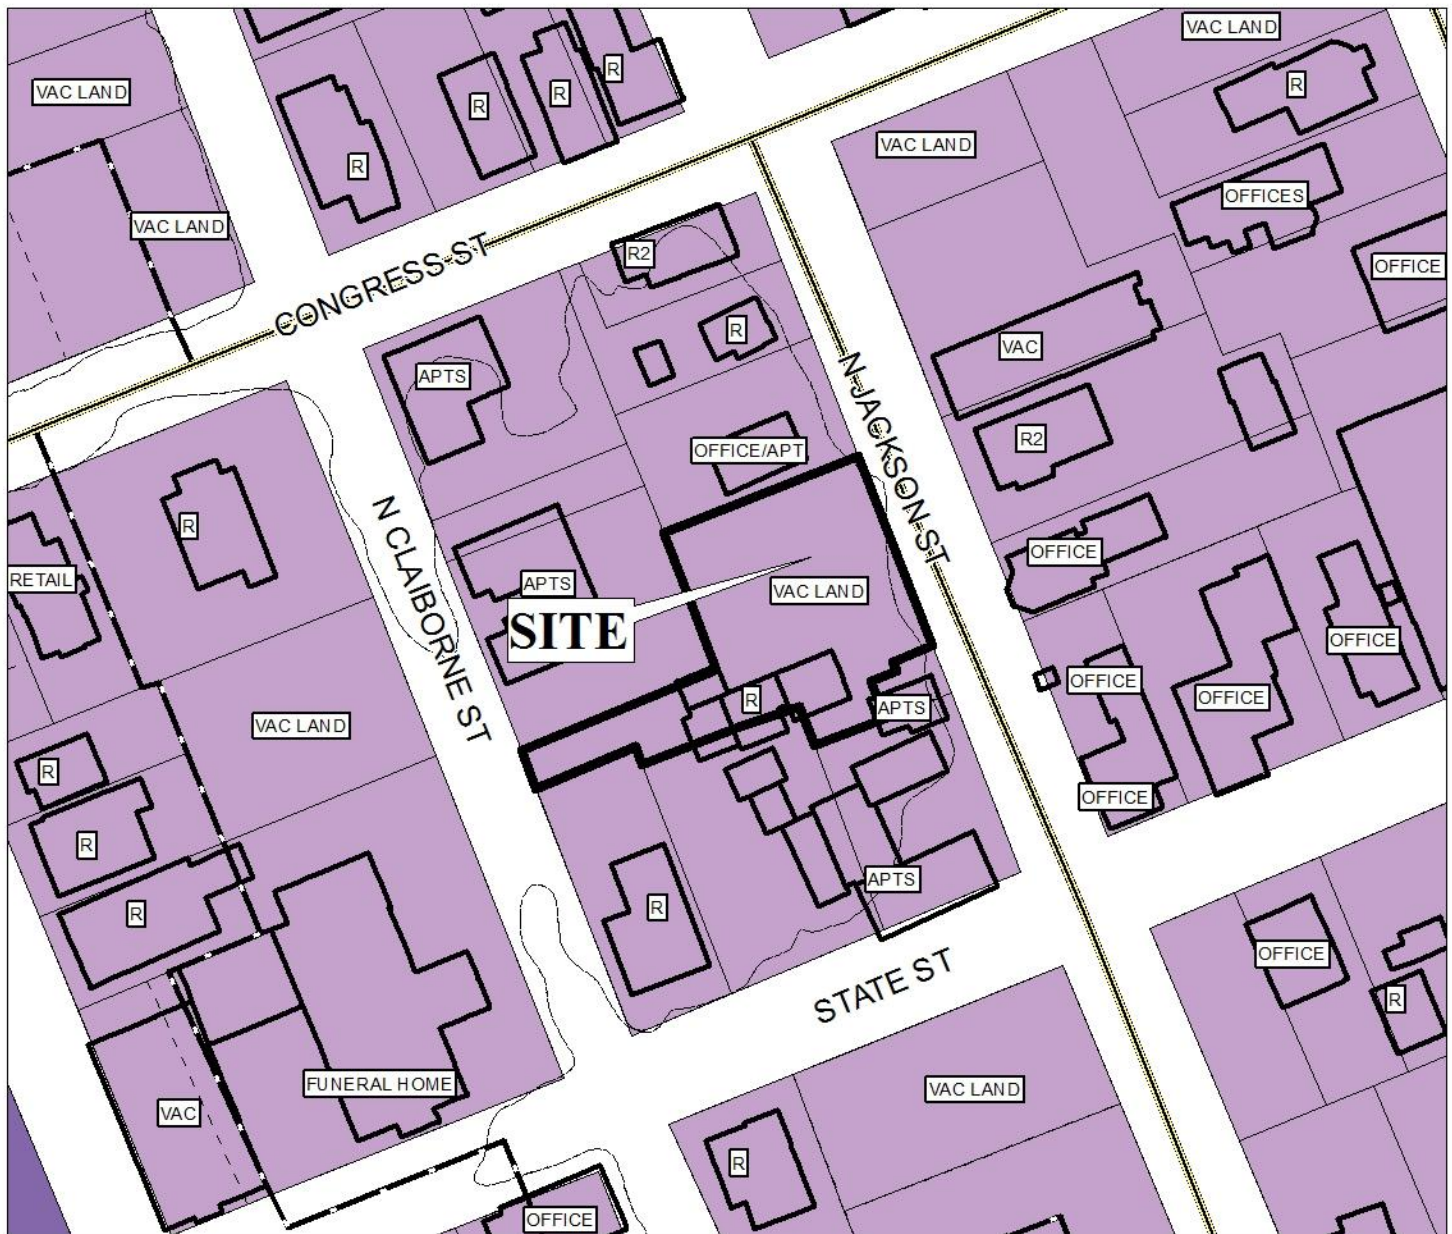 VAC LAND
VAC LAND
R
R
R
R
VAC LAND
VAC LAND
R
OFFICES
OFFICE
CONGRESS ST
R2
R
APTS
VAC
N JACKSON ST
R2
OFFICE/APT
N CLAIBORNE ST
R
RETAIL
APTS
SITE
VAC LAND
OFFICE
OFFICE
OFFICE
OFFICE
R
APTS
VAC LAND
R
OFFICE
R
R
R
APTS
OFFICE
R
STATE ST
FUNERAL HOME
VAC
VAC LAND
R
OFFICE